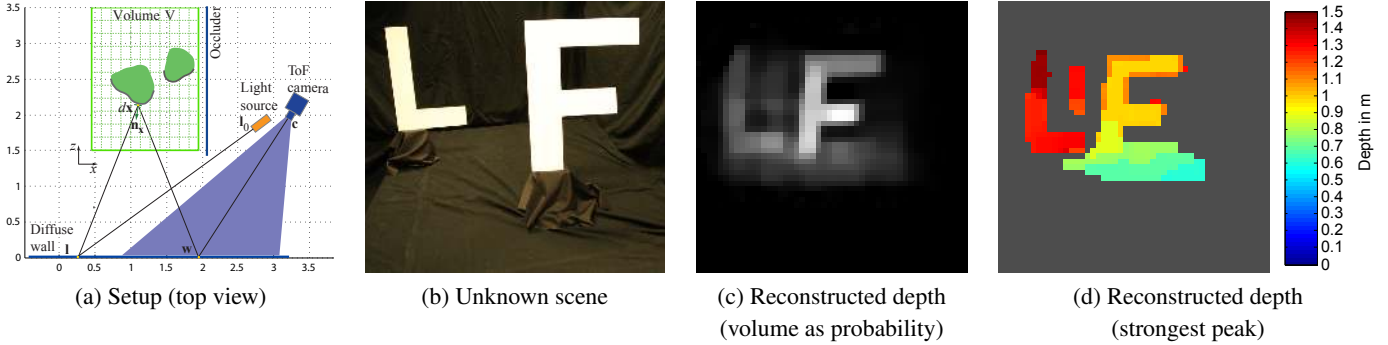 3.5
3
2.5
2
1.5
1
0.5
0
0
0.5
1
1.5
2
2.5
3
3.5
Volume V
Occluder
ToF
camera
Light
source
l₀
c
dx
nₓ
z
x
Diffuse
wall
l
w
L F
1.5
1.4
1.3
1.2
1.1
1
0.9
0.8
0.7
0.6
0.5
0.4
0.3
0.2
0.1
0
Depth in m
(a) Setup (top view)
(b) Unknown scene
(c) Reconstructed depth
(volume as probability)
(d) Reconstructed depth
(strongest peak)